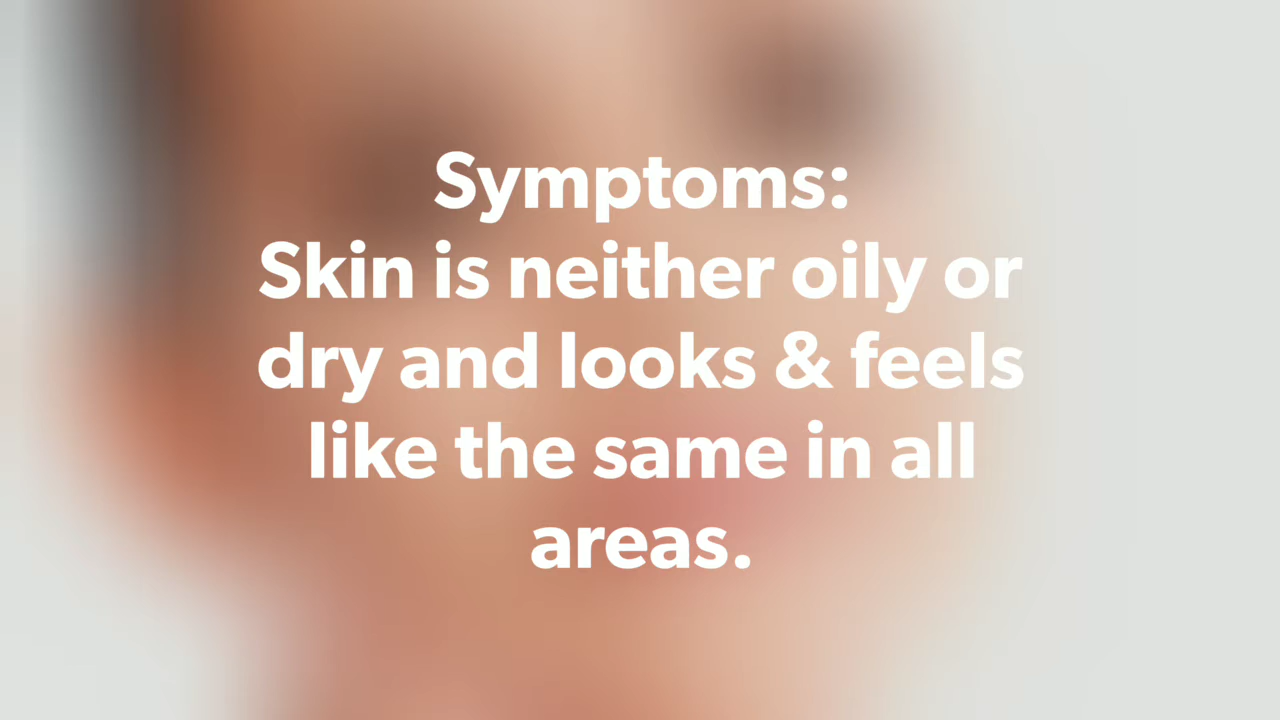 Symptoms:
Skin is neither oily or
dry and looks & feels
like the same in all
areas.